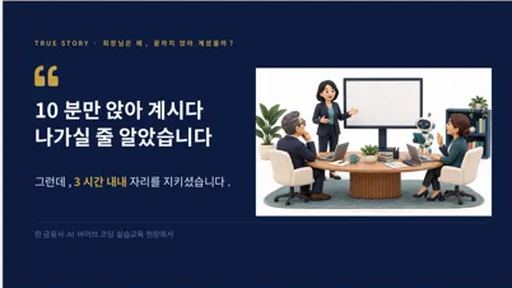 TRUE STORY · 회장님은 왜, 끝까지 앉아 계셨을까?
10 분만 앉아 계시다
나가실 줄 알았습니다
그런데 , 3 시간 내내 자리를 지키셨습니다 .
한 금융사 AI 바이브 코딩 실습교육 현장에서